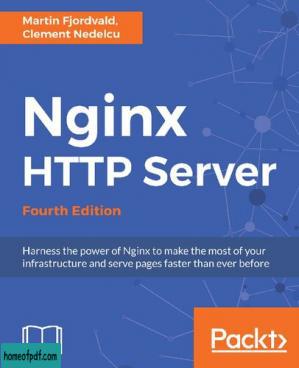 Martin Fjordvald,
Clement Nedelcu
Nginx
HTTP Server
Fourth Edition
Harness the power of Nginx to make the most of your
infrastructure and serve pages faster than ever before
Packt>
homeofpdf.com